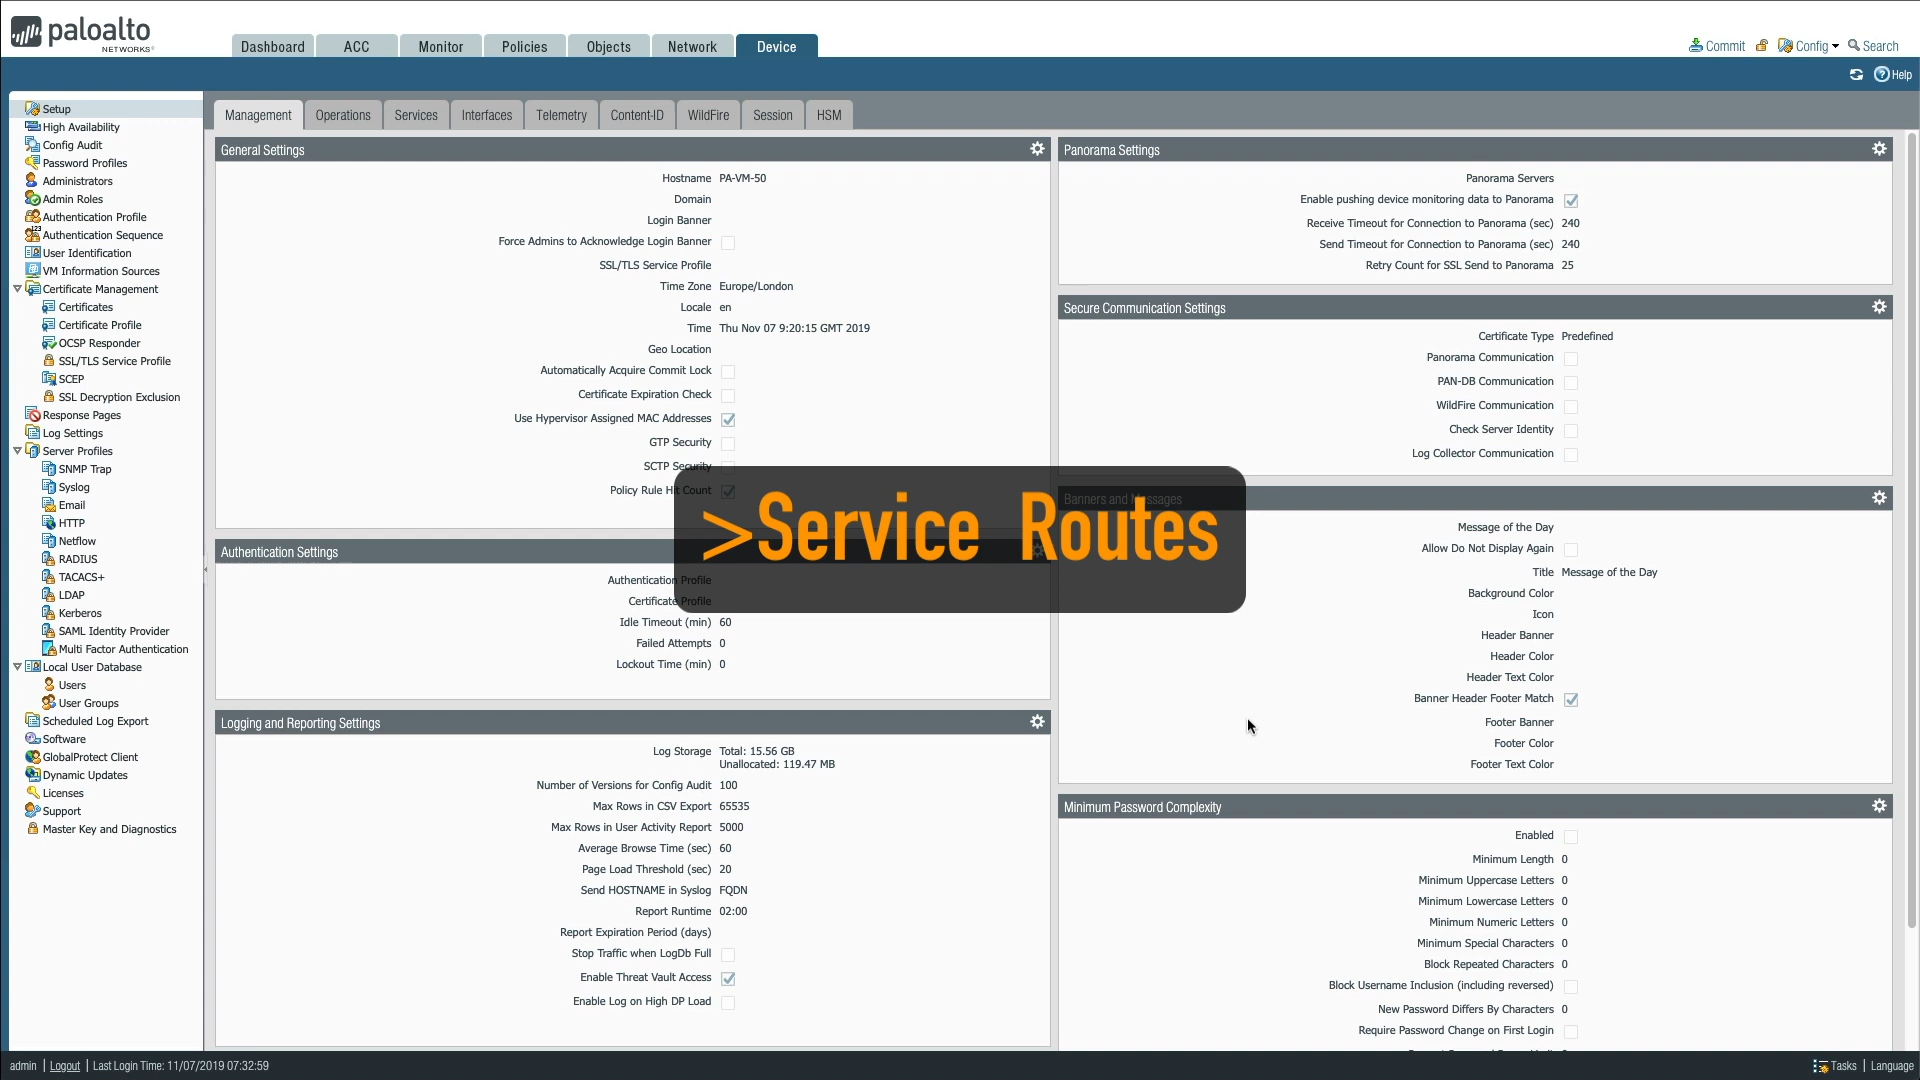 paloalto
NETWORKS
Dashboard
ACC
Monitor
Policies
Objects
Network
Device
Commit
Config
Search
Help
Setup
High Availability
Config Audit
Password Profiles
Administrators
Admin Roles
Authentication Profile
Authentication Sequence
User Identification
VM Information Sources
Certificate Management
Certificates
Certificate Profile
OCSP Responder
SSL/TLS Service Profile
SCEP
SSL Decryption Exclusion
Response Pages
Log Settings
Server Profiles
SNMP Trap
Syslog
Email
HTTP
Netflow
RADIUS
TACACS+
LDAP
Kerberos
SAML Identity Provider
Multi Factor Authentication
Local User Database
Users
User Groups
Scheduled Log Export
Software
GlobalProtect Client
Dynamic Updates
Licenses
Support
Master Key and Diagnostics
Management
Operations
Services
Interfaces
Telemetry
Content-ID
WildFire
Session
HSM
General Settings
Hostname PA-VM-50
Domain
Login Banner
Force Admins to Acknowledge Login Banner
SSL/TLS Service Profile
Time Zone Europe/London
Locale en
Time Thu Nov 07 9:20:15 GMT 2019
Geo Location
Automatically Acquire Commit Lock
Certificate Expiration Check
Use Hypervisor Assigned MAC Addresses
GTP Security
SCTP Security
Policy Rule Hit Count
>Service Routes
Authentication Settings
Authentication Profile
Certificate Profile
Idle Timeout (min) 60
Failed Attempts 0
Lockout Time (min) 0
Logging and Reporting Settings
Log Storage Total: 15.56 GB
Unallocated: 119.47 MB
Number of Versions for Config Audit 100
Max Rows in CSV Export 65535
Max Rows in User Activity Report 5000
Average Browse Time (sec) 60
Page Load Threshold (sec) 20
Send HOSTNAME in Syslog FQDN
Report Runtime 02:00
Report Expiration Period (days)
Stop Traffic when LogDb Full
Enable Threat Vault Access
Enable Log on High DP Load
Panorama Settings
Panorama Servers
Enable pushing device monitoring data to Panorama
Receive Timeout for Connection to Panorama (sec) 240
Send Timeout for Connection to Panorama (sec) 240
Retry Count for SSL Send to Panorama 25
Secure Communication Settings
Certificate Type Predefined
Panorama Communication
PAN-DB Communication
WildFire Communication
Check Server Identity
Log Collector Communication
Banners and Messages
Message of the Day
Allow Do Not Display Again
Title Message of the Day
Background Color
Icon
Header Banner
Header Color
Header Text Color
Banner Header Footer Match
Footer Banner
Footer Color
Footer Text Color
Minimum Password Complexity
Enabled
Minimum Length 0
Minimum Uppercase Letters 0
Minimum Lowercase Letters 0
Minimum Numeric Letters 0
Minimum Special Characters 0
Block Repeated Characters 0
Block Username Inclusion (including reversed)
New Password Differs By Characters 0
Require Password Change on First Login
admin | Logout | Last Login Time: 11/07/2019 07:32:59
Tasks | Language